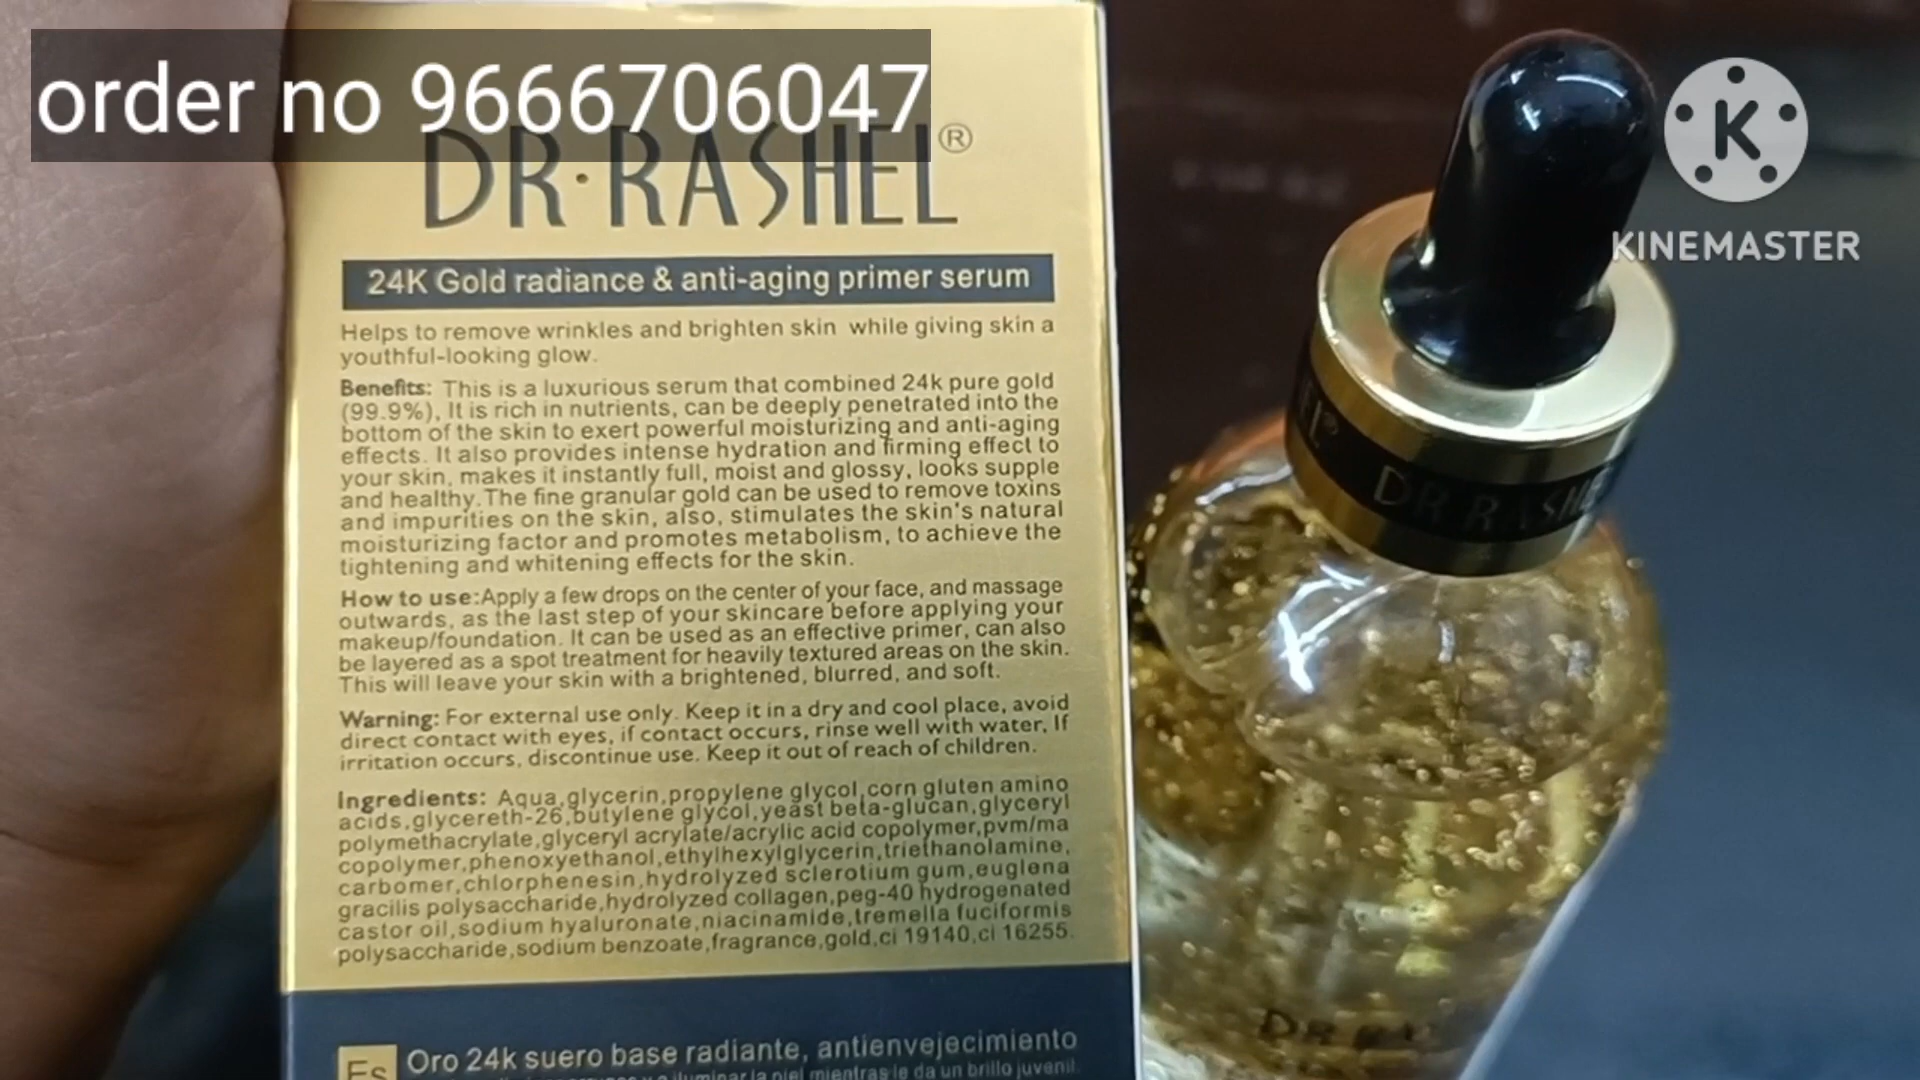 order no 9666706047
DR·RASHEL®
24K Gold radiance & anti-aging primer serum
Helps to remove wrinkles and brighten skin while giving skin a
youthful-looking glow.
Benefits: This is a luxurious serum that combined 24k pure gold
(99.9%), It is rich in nutrients, can be deeply penetrated into the
bottom of the skin to exert powerful moisturizing and anti-aging
effects. It also provides intense hydration and firming effect to
your skin, makes it instantly full, moist and glossy, looks supple
and healthy. The fine granular gold can be used to remove toxins
and impurities on the skin, also, stimulates the skin's natural
moisturizing factor and promotes metabolism, to achieve the
tightening and whitening effects for the skin.
How to use:Apply a few drops on the center of your face, and massage
outwards, as the last step of your skincare before applying your
makeup/foundation. It can be used as an effective primer, can also
be layered as a spot treatment for heavily textured areas on the skin.
This will leave your skin with a brightened, blurred, and soft.
Warning: For external use only. Keep it in a dry and cool place, avoid
direct contact with eyes, if contact occurs, rinse well with water, If
irritation occurs, discontinue use. Keep it out of reach of children.
Ingredients: Aqua,glycerin,propylene glycol,corn gluten amino
acids,glycereth-26,butylene glycol,yeast beta-glucan,glyceryl
polymethacrylate,glyceryl acrylate/acrylic acid copolymer,pvm/ma
copolymer,phenoxyethanol,ethylhexylglycerin,triethanolamine,
carbomer,chlorphenesin,hydrolyzed sclerotium gum,euglena
gracilis polysaccharide,hydrolyzed collagen,peg-40 hydrogenated
castor oil,sodium hyaluronate,niacinamide,tremella fuciformis
polysaccharide,sodium benzoate,fragrance,gold,ci 19140,ci 16255.
Es Oro 24k suero base radiante, antienvejecimiento
iluminar la piel mientras le da un brillo juvenil.
KINEMASTER
DR RASHE
DR